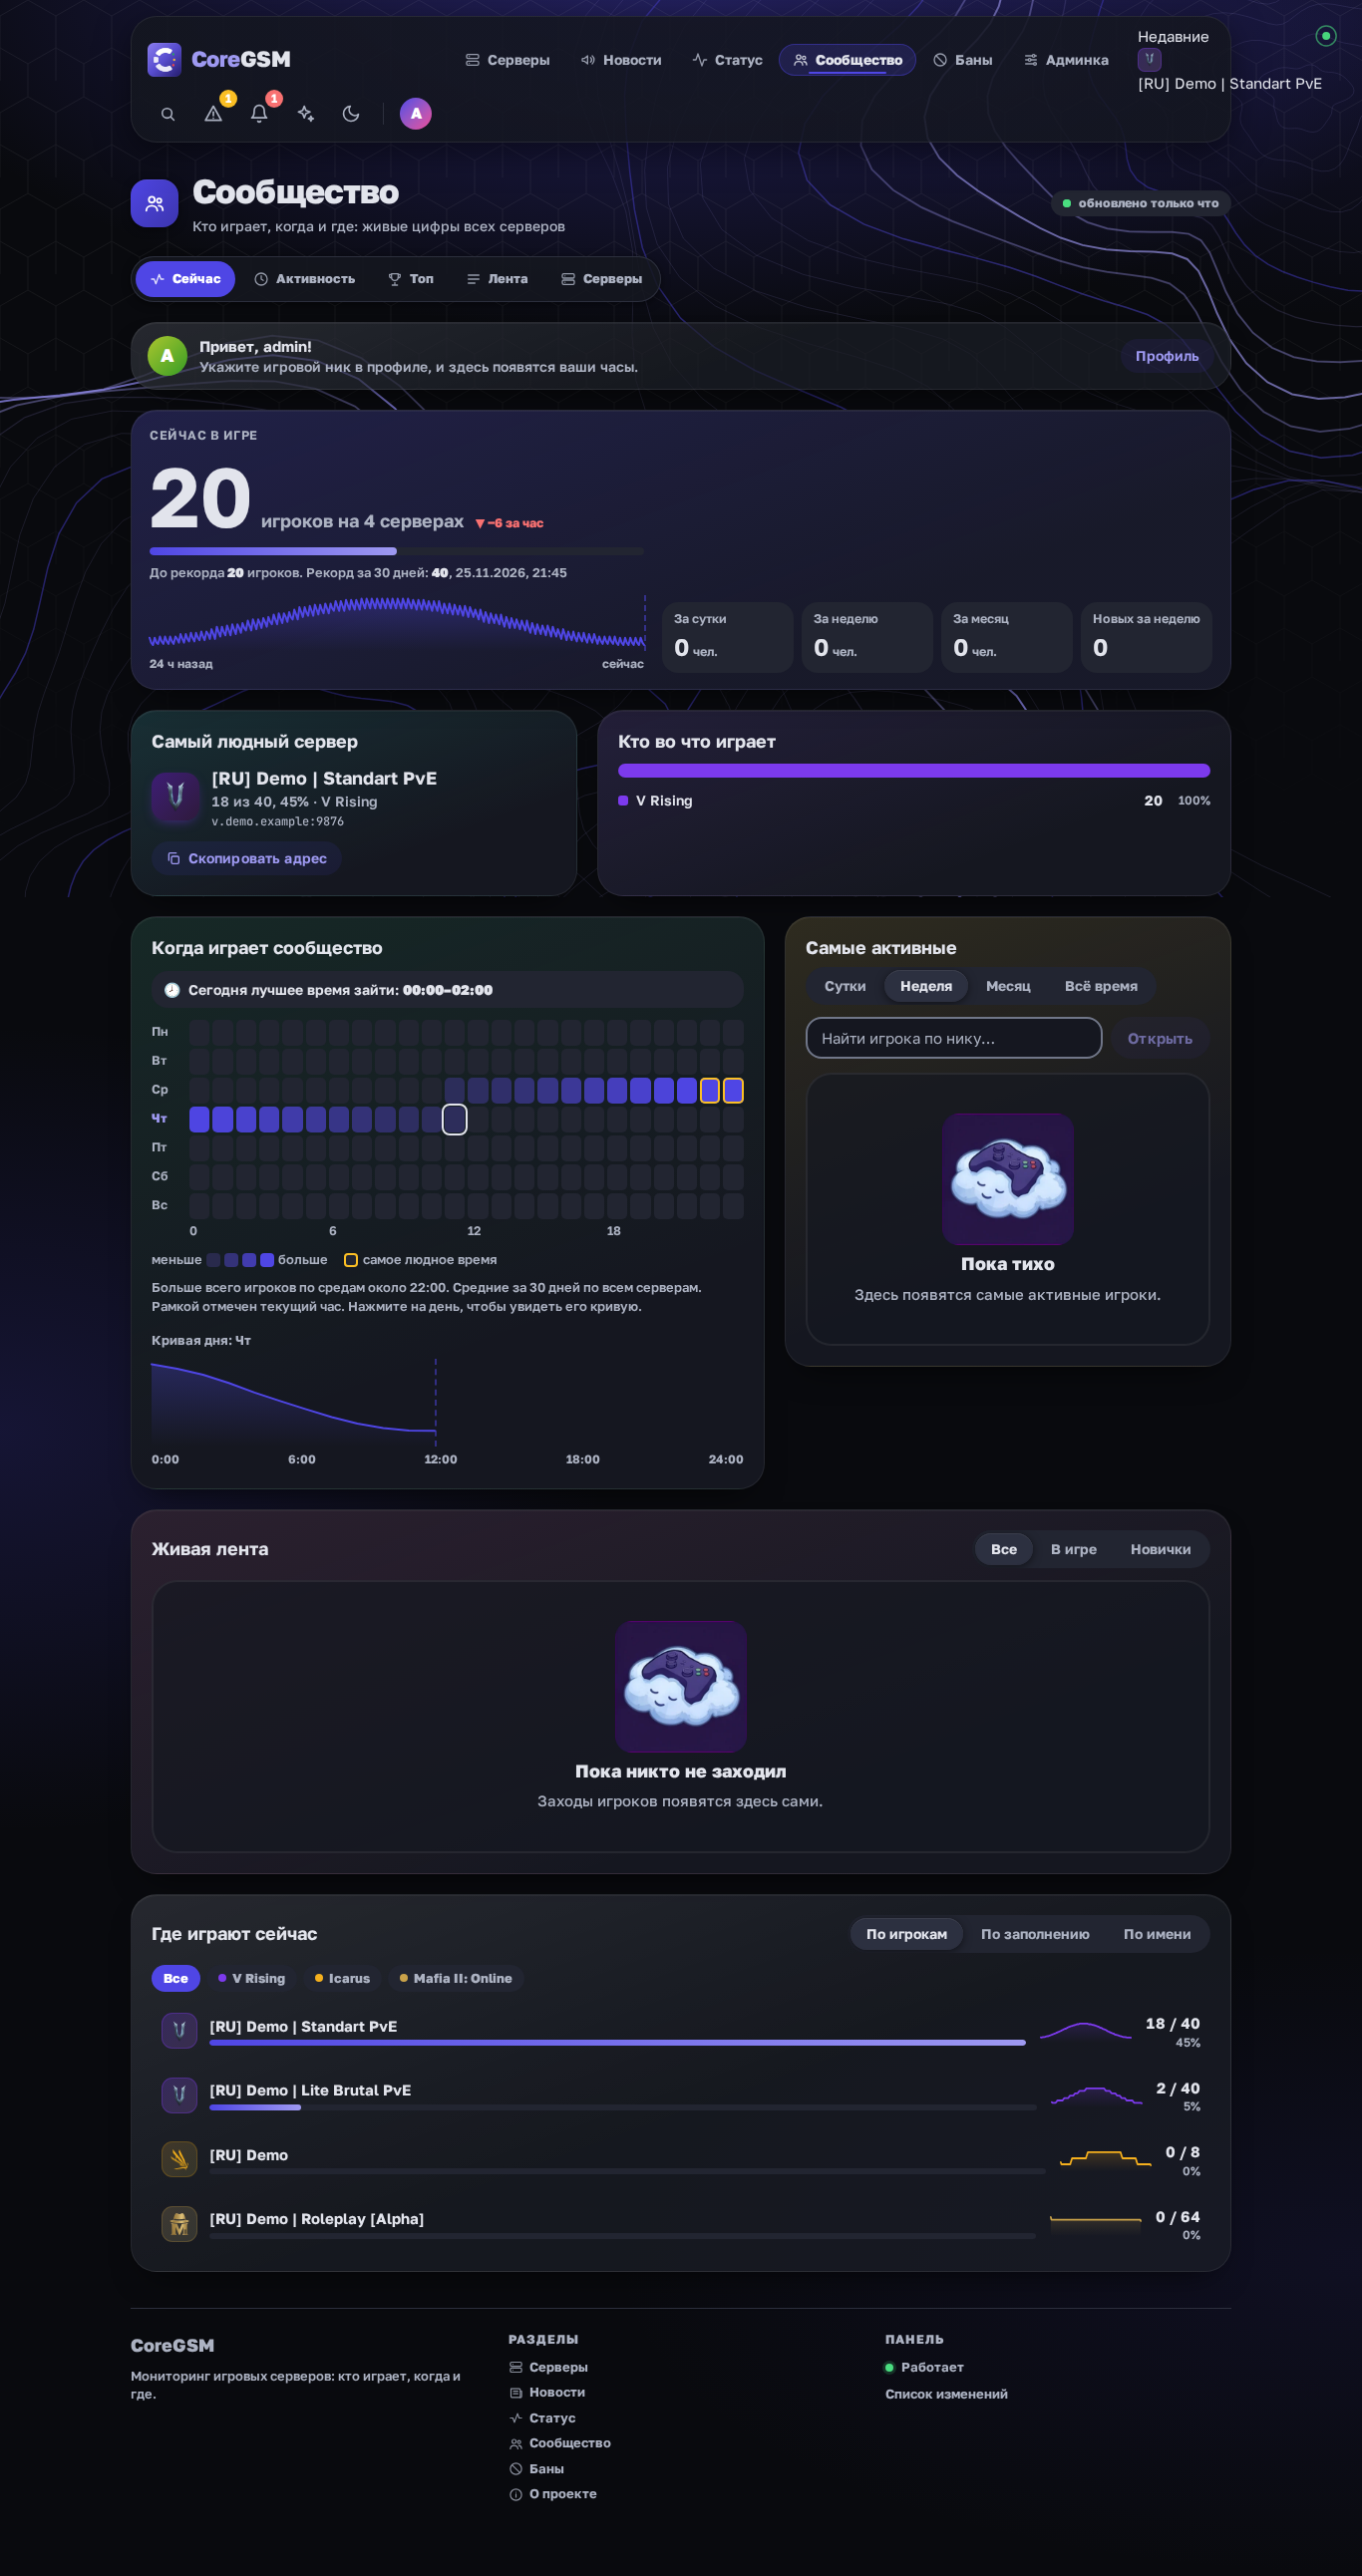 CoreGSM
Серверы
Новости
Статус
Сообщество
Баны
Админка
Недавние
[RU] Demo | Standart PvE
1
1
A
Сообщество
Кто играет, когда и где: живые цифры всех серверов
обновлено только что
Сейчас
Активность
Топ
Лента
Серверы
A
Привет, admin!
Укажите игровой ник в профиле, и здесь появятся ваши часы.
Профиль
СЕЙЧАС В ИГРЕ
20 игроков на 4 серверах ▼ −6 за час
До рекорда 20 игроков. Рекорд за 30 дней: 40, 25.11.2026, 21:45
24 ч назад
сейчас
За сутки
0 чел.
За неделю
0 чел.
За месяц
0 чел.
Новых за неделю
0
Самый людный сервер
[RU] Demo | Standart PvE
18 из 40, 45% · V Rising
v.demo.example:9876
Скопировать адрес
Кто во что играет
V Rising 20 100%
Когда играет сообщество
Сегодня лучшее время зайти: 00:00–02:00
Пн
Вт
Ср
Чт
Пт
Сб
Вс
0 6 12 18
меньше больше самое людное время
Больше всего игроков по средам около 22:00. Средние за 30 дней по всем серверам.
Рамкой отмечен текущий час. Нажмите на день, чтобы увидеть его кривую.
Кривая дня: Чт
0:00 6:00 12:00 18:00 24:00
Самые активные
Сутки
Неделя
Месяц
Всё время
Найти игрока по нику...
Открыть
Пока тихо
Здесь появятся самые активные игроки.
Живая лента
Все
В игре
Новички
Пока никто не заходил
Заходы игроков появятся здесь сами.
Где играют сейчас
По игрокам
По заполнению
По имени
Все
V Rising
Icarus
Mafia II: Online
[RU] Demo | Standart PvE
18 / 40
45%
[RU] Demo | Lite Brutal PvE
2 / 40
5%
[RU] Demo
0 / 8
0%
[RU] Demo | Roleplay [Alpha]
0 / 64
0%
CoreGSM
Мониторинг игровых серверов: кто играет, когда и
где.
РАЗДЕЛЫ
Серверы
Новости
Статус
Сообщество
Баны
О проекте
ПАНЕЛЬ
Работает
Список изменений